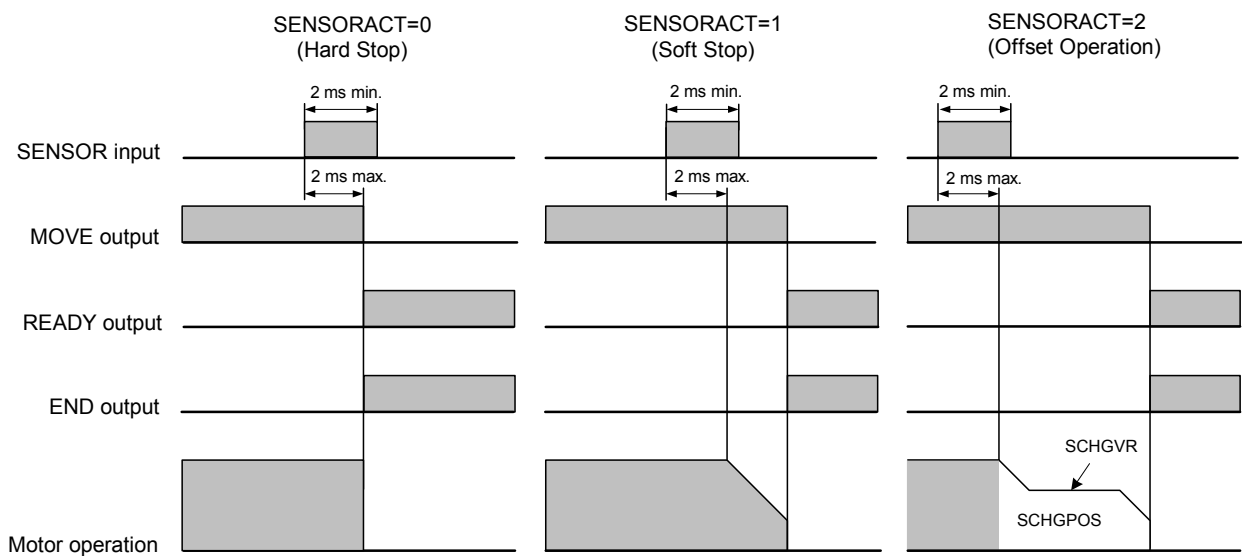 SENSORACT=0
(Hard Stop)
SENSORACT=1
(Soft Stop)
SENSORACT=2
(Offset Operation)
2 ms min.
2 ms min.
2 ms min.
SENSOR input
2 ms max.
2 ms max.
2 ms max.
MOVE output
READY output
END output
SCHGVR
SCHGPOS
Motor operation